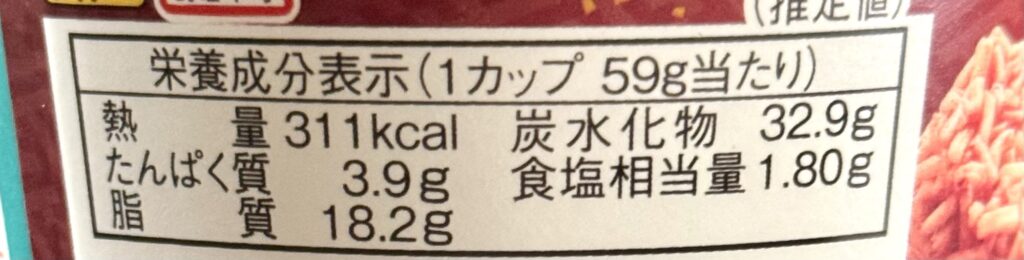 (推定値)
栄養成分表示(1カップ 59g当たり)
熱量 311kcal 炭水化物 32.9g
たんぱく質 3.9g 食塩相当量 1.80g
脂質 18.2g